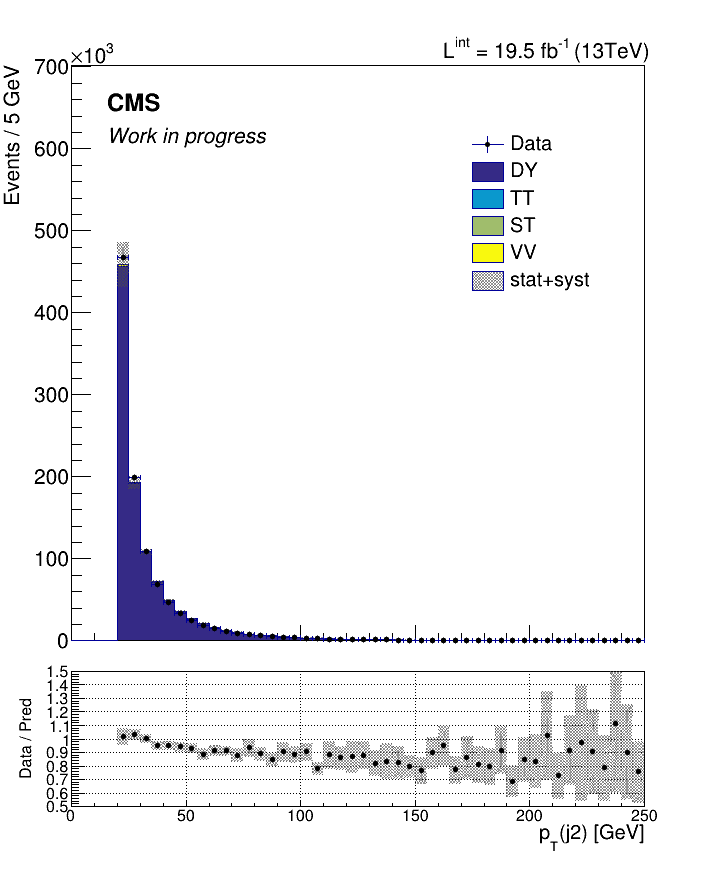 ×10³
L^int = 19.5 fb⁻¹ (13TeV)
Events / 5 GeV
700
600
500
400
300
200
100
0
CMS
Work in progress
Data
DY
TT
ST
VV
stat+syst
Data / Pred
1.5
1.4
1.3
1.2
1.1
1
0.9
0.8
0.7
0.6
0.5
0 50 100 150 200 250
p_T(j2) [GeV]